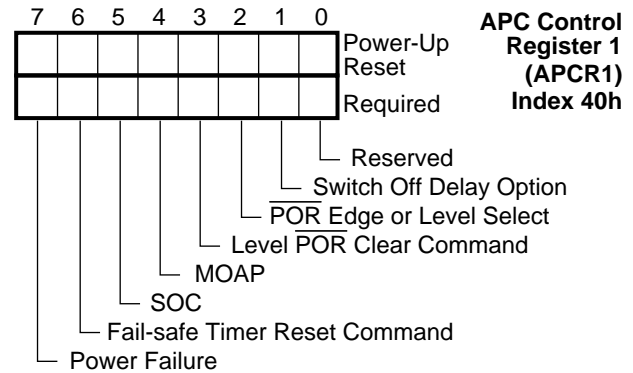 7 6 5 4 3 2 1 0
Power-Up
Reset
Required
APC Control
Register 1
(APCR1)
Index 40h
Reserved
Switch Off Delay Option
P̅O̅R̅ Edge or Level Select
Level P̅O̅R̅ Clear Command
MOAP
SOC
Fail-safe Timer Reset Command
Power Failure